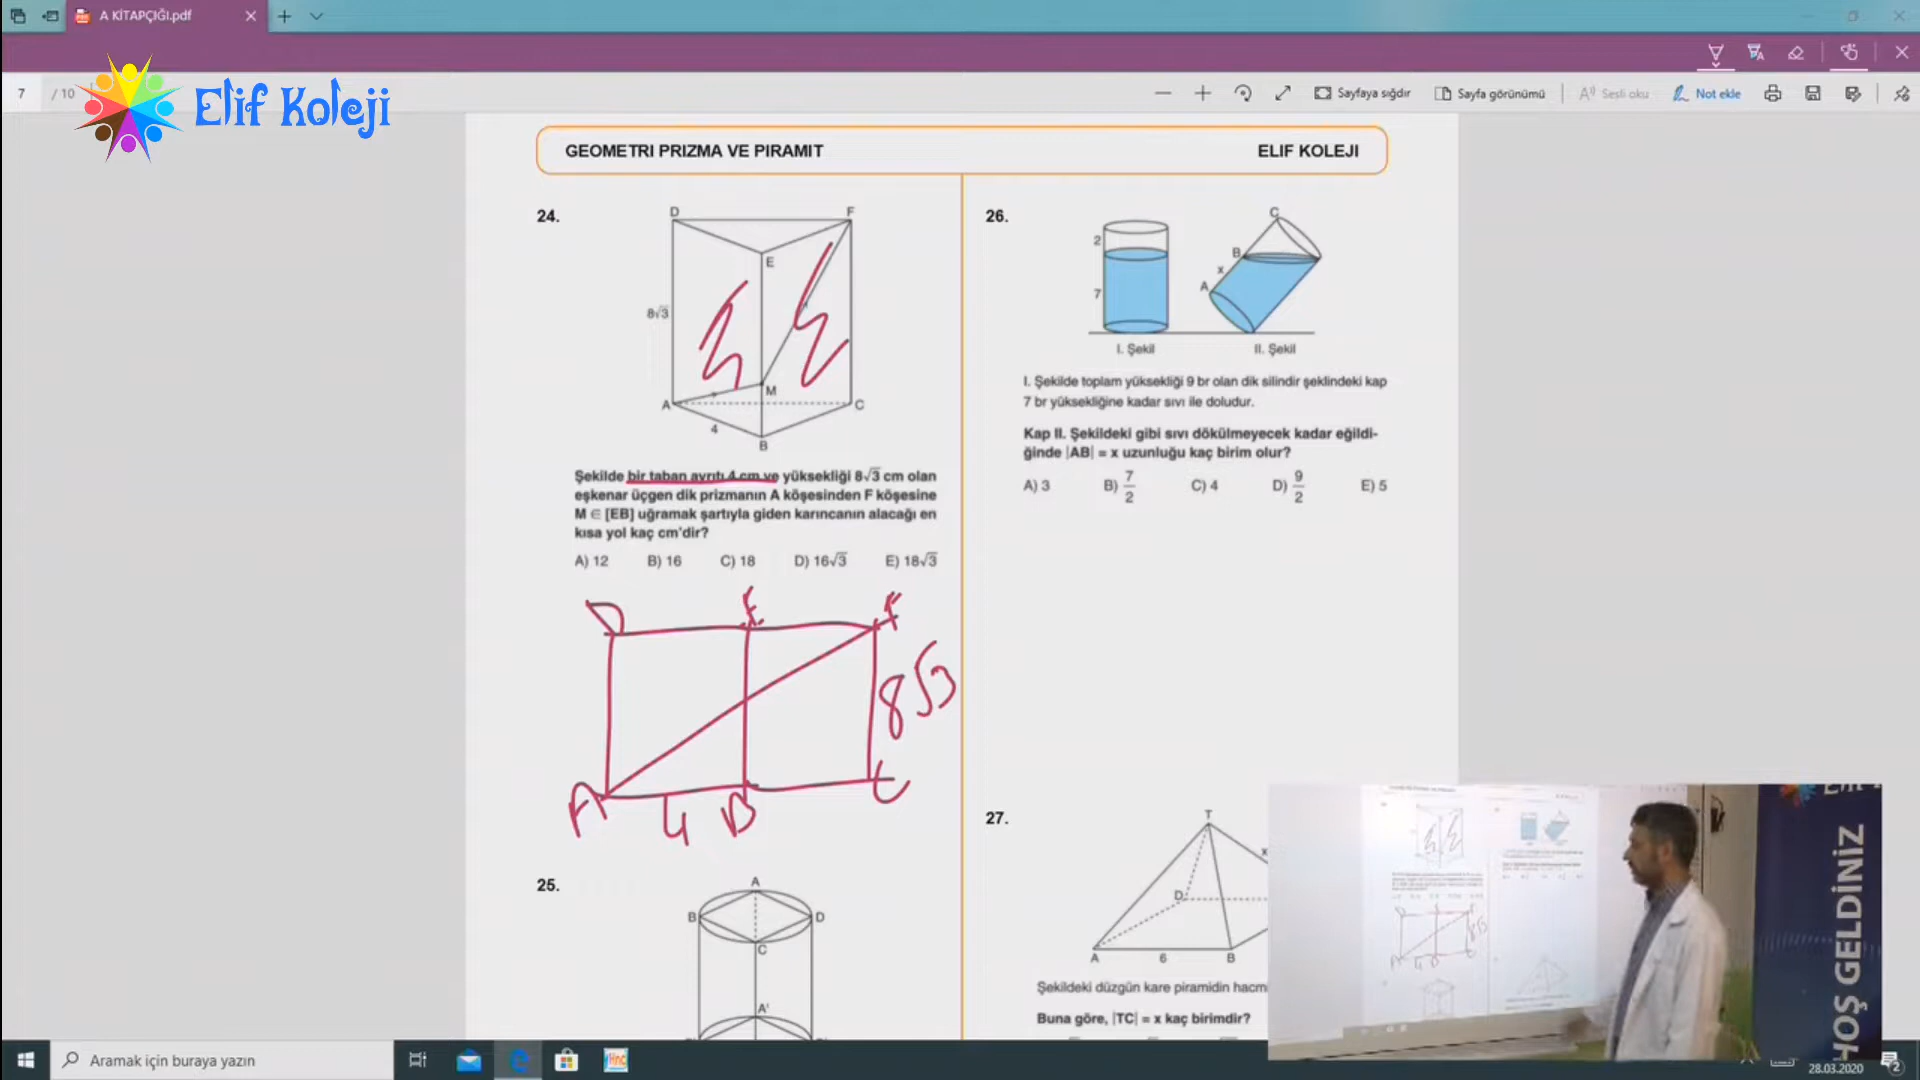 A KİTAPÇIĞI.pdf
7 / 10
Elif Koleji
Sayfaya sığdır
Sayfa görünümü
Sesli oku
Not ekle
GEOMETRI PRIZMA VE PIRAMIT
ELIF KOLEJI
24.
D
F
E
8√3
M
A
C
4
B
Şekilde bir taban ayrıtı 4 cm ve yüksekliği 8√3 cm olan
eşkenar üçgen dik prizmanın A köşesinden F köşesine
M ∈ [EB] uğramak şartıyla giden karıncanın alacağı en
kısa yol kaç cm'dir?
A) 12 B) 16 C) 18 D) 16√3 E) 18√3
D E F
8√3
A 4 B C
25.
A
B
D
C
A'
26.
C
2
B
x
A
7
I. Şekil
II. Şekil
I. Şekilde toplam yüksekliği 9 br olan dik silindir şeklindeki kap
7 br yüksekliğine kadar sıvı ile doludur.
Kap II. Şekildeki gibi sıvı dökülmeyecek kadar eğildi-
ğinde |AB| = x uzunluğu kaç birim olur?
A) 3 B) 7/2 C) 4 D) 9/2 E) 5
27.
T
x
D
A
6
B
Şekildeki düzgün kare piramidin hacm
Buna göre, |TC| = x kaç birimdir?
HOŞ GELDİNİZ
Aramak için buraya yazın
28.03.2020
2